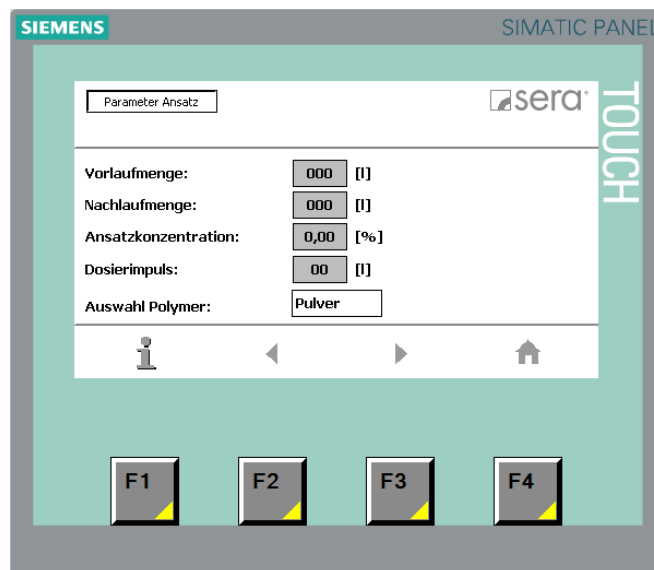 SIEMENS
SIMATIC PANEL
TOUCH
Parameter Ansatz
sera
Vorlaufmenge: 000 [l]
Nachlaufmenge: 000 [l]
Ansatzkonzentration: 0,00 [%]
Dosierimpuls: 00 [l]
Auswahl Polymer: Pulver
F1 F2 F3 F4